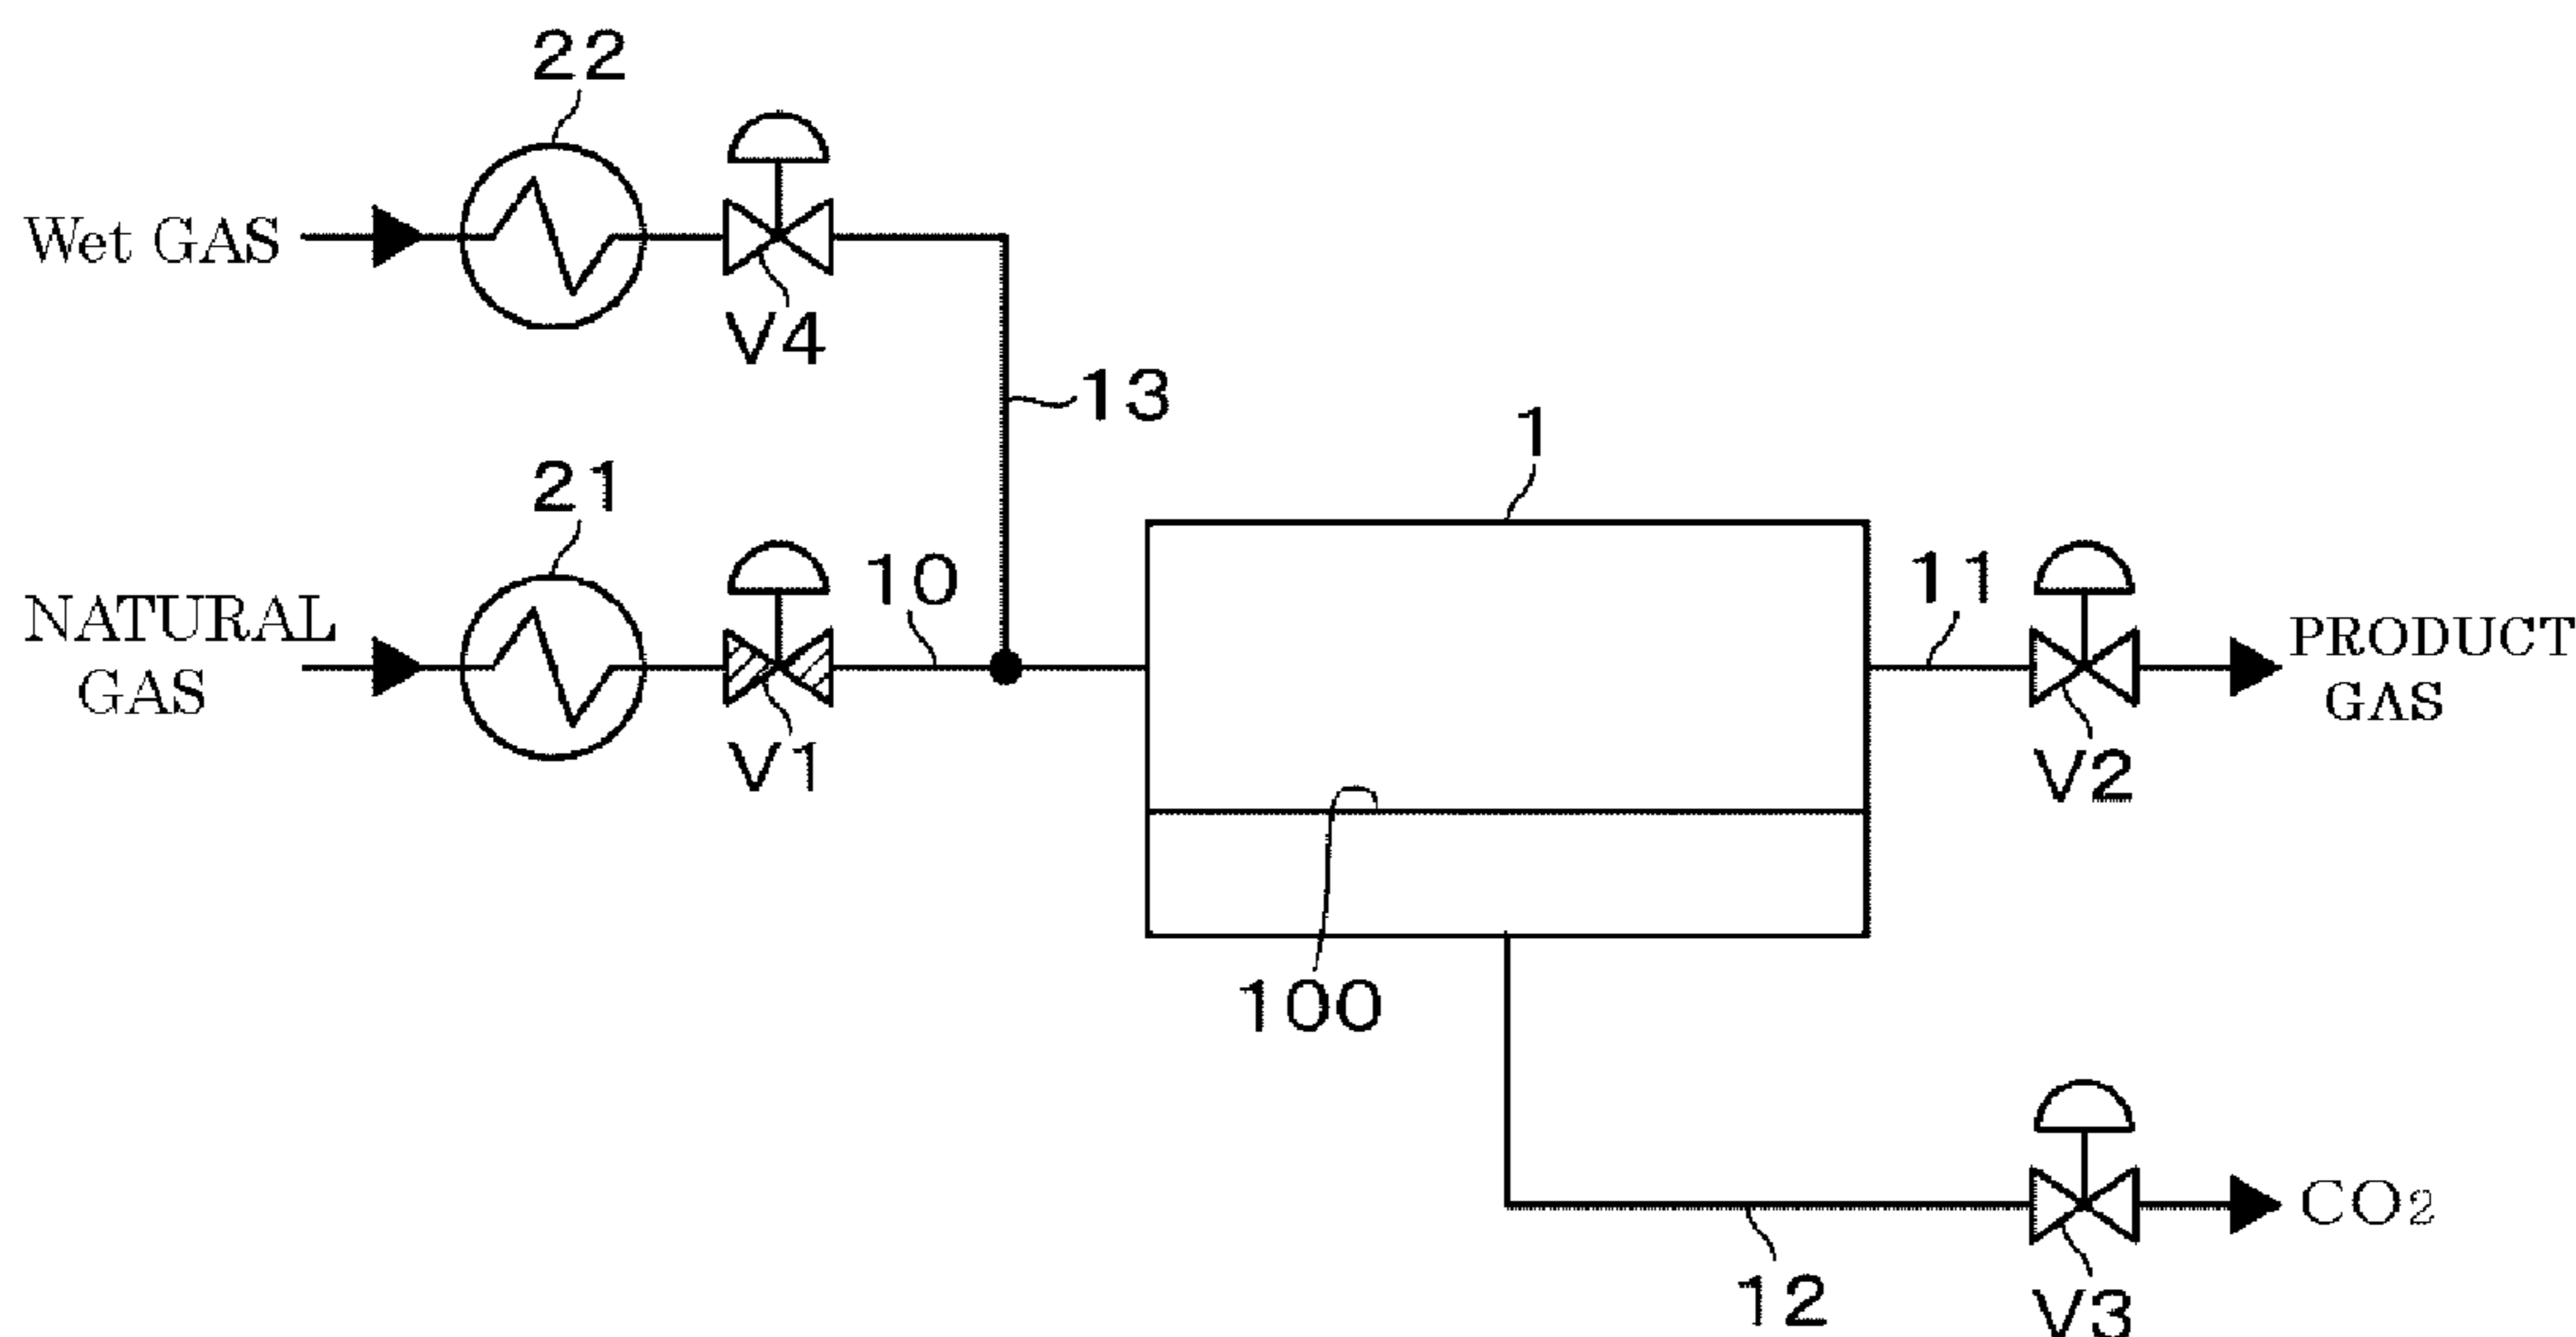 22
Wet GAS
V4
13
21
NATURAL
GAS
V1
10
1
11
PRODUCT
GAS
V2
100
12
CO2
V3